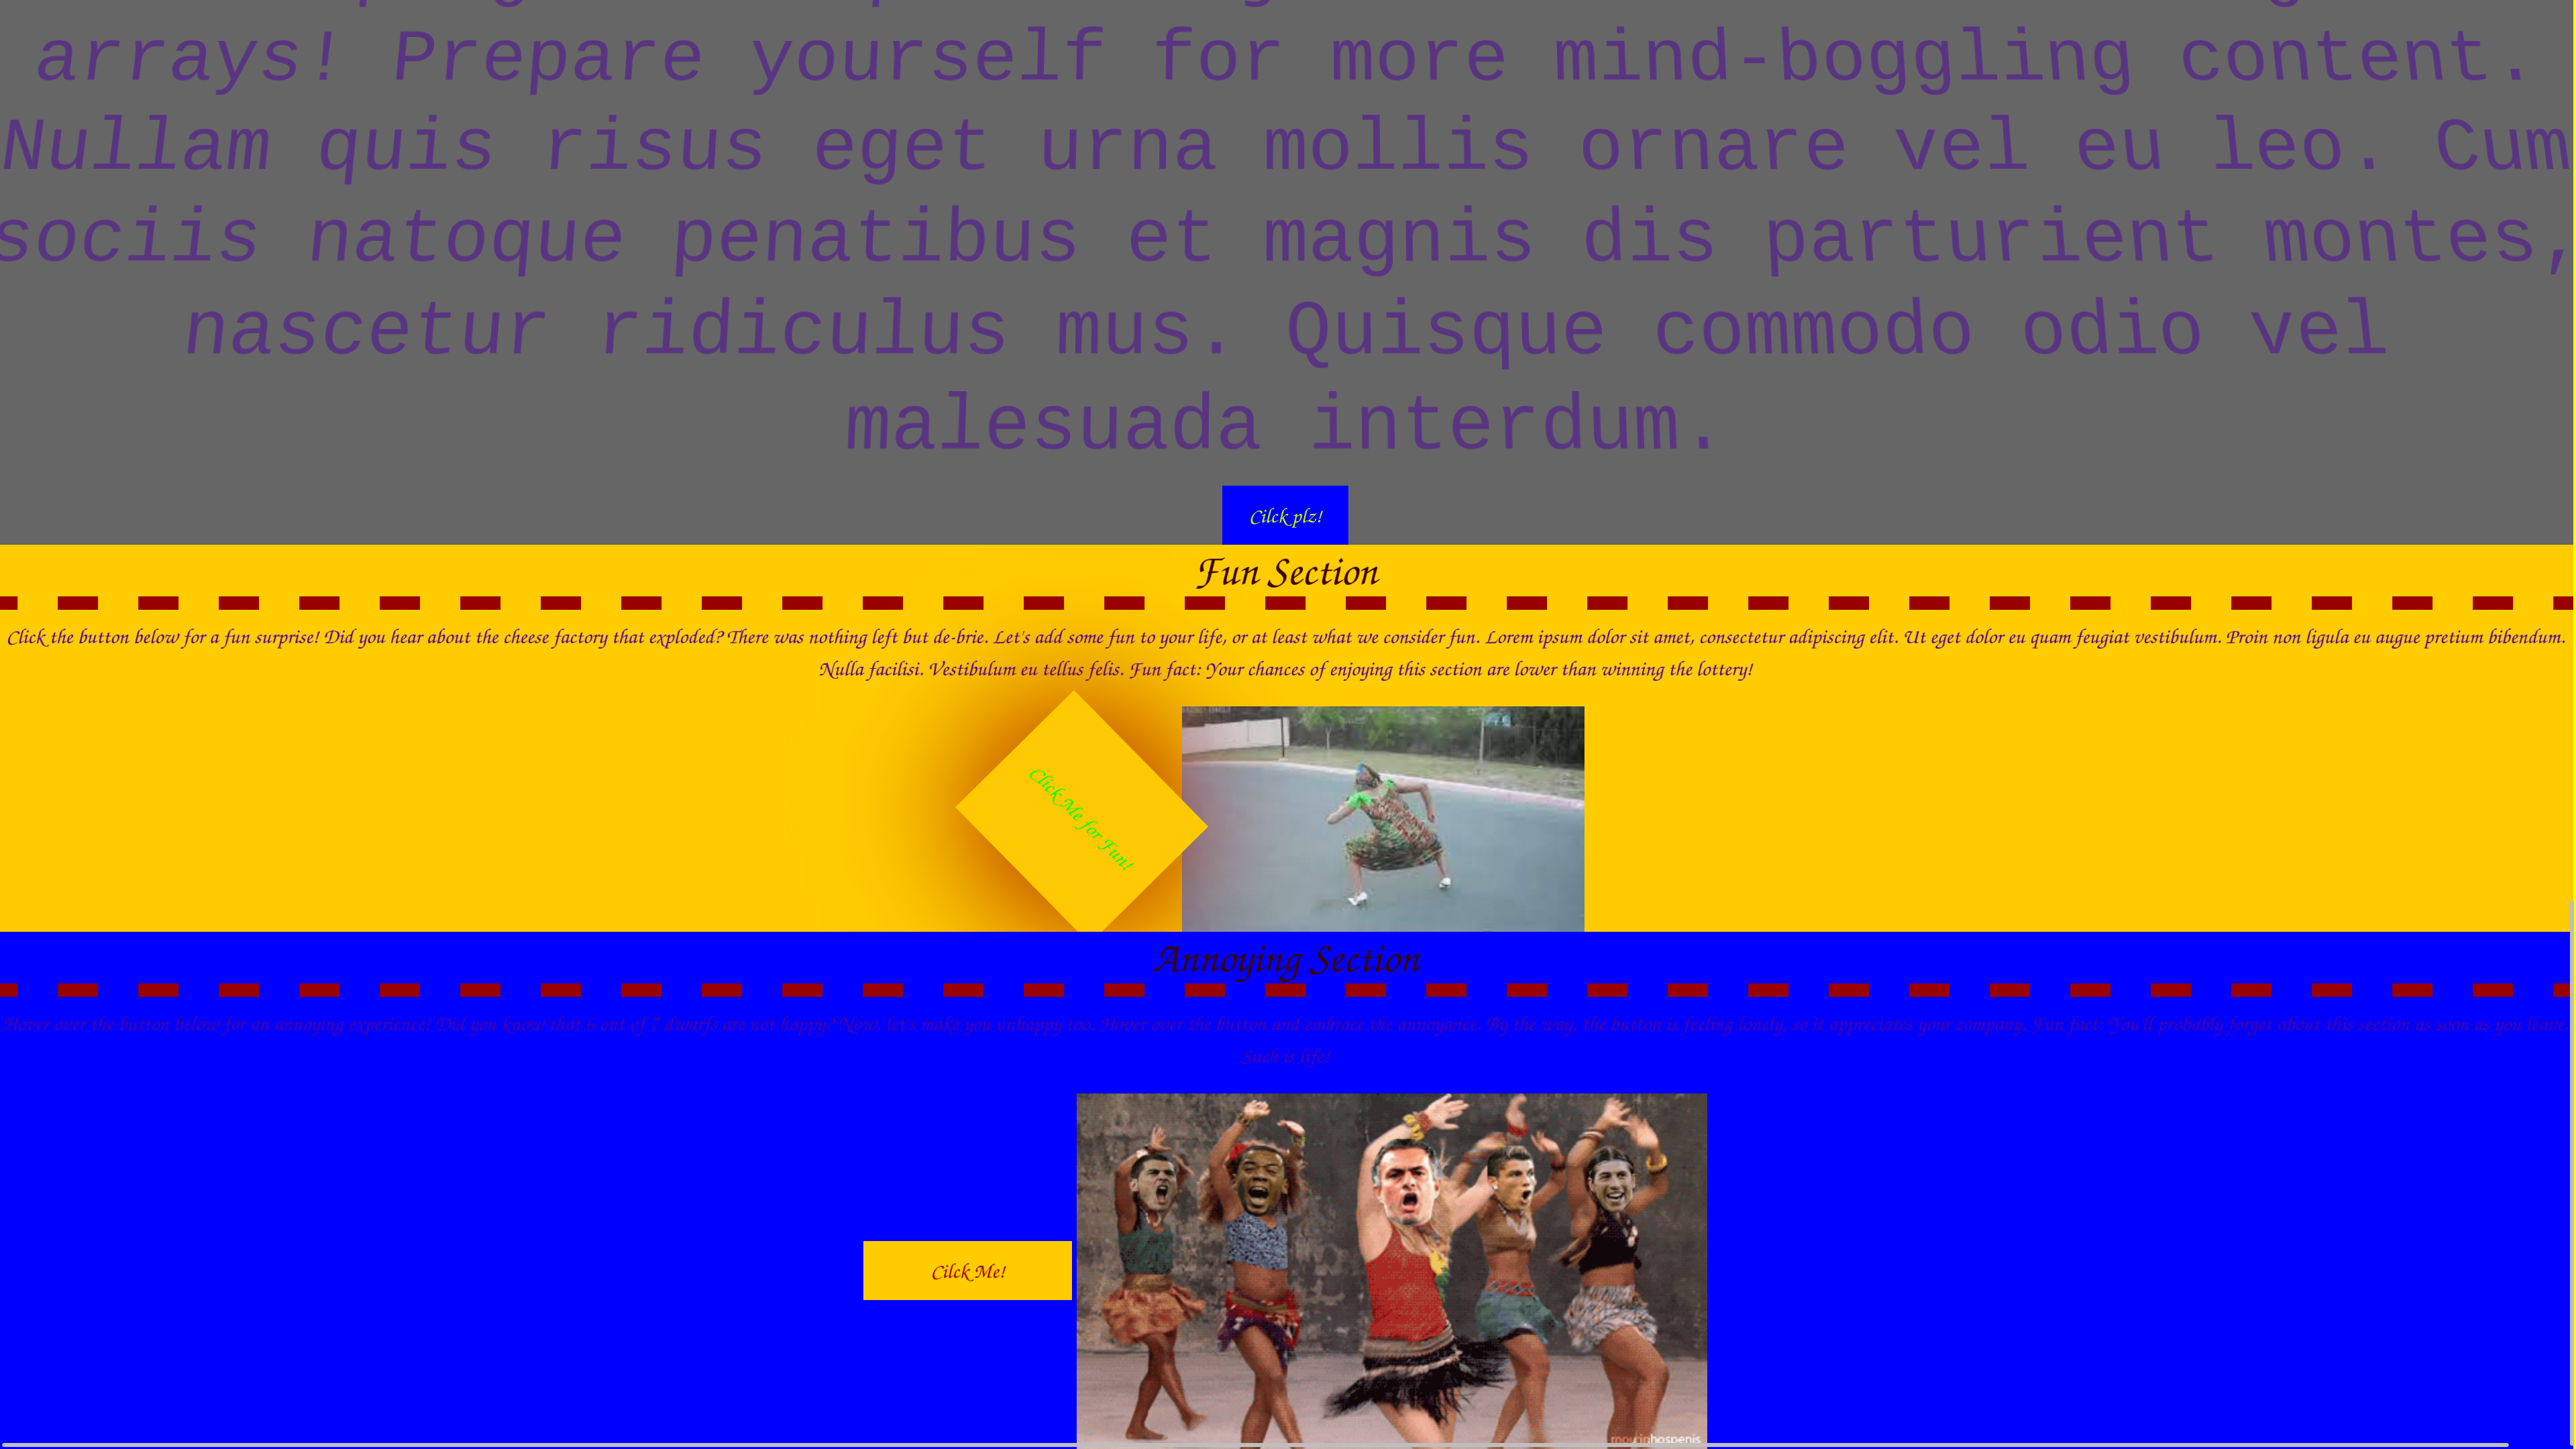 arrays! Prepare yourself for more mind-boggling content.
Nullam quis risus eget urna mollis ornare vel eu leo. Cum
sociis natoque penatibus et magnis dis parturient montes,
nascetur ridiculus mus. Quisque commodo odio vel
malesuada interdum.
Cilck plz!
Fun Section
Click the button below for a fun surprise! Did you hear about the cheese factory that exploded? There was nothing left but de-brie. Let's add some fun to your life, or at least what we consider fun. Lorem ipsum dolor sit amet, consectetur adipiscing elit. Ut eget dolor eu quam feugiat vestibulum. Proin non ligula eu augue pretium bibendum.
Nulla facilisi. Vestibulum eu tellus felis. Fun fact: Your chances of enjoying this section are lower than winning the lottery!
Click Me for Fun!
Annoying Section
Hover over the button below for an annoying experience! Did you know that 6 out of 7 dwarfs are not happy? Now, let's make you unhappy too. Hover over the button and embrace the annoyance. By the way, the button is feeling lonely, so it appreciates your company. Fun fact: You'll probably forget about this section as soon as you leave.
Such is life!
Cilck Me!
mourinhospenis